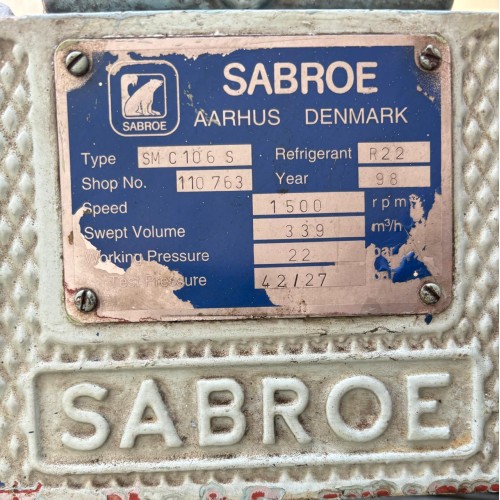 SABROE
SABROE
AARHUS DENMARK
Type SMC106S Refrigerant R22
Shop No. 110763 Year 98
Speed 1500 rpm
Swept Volume 339 m³/h
Working Pressure 22 bar
Test Pressure 42/27
SABROE